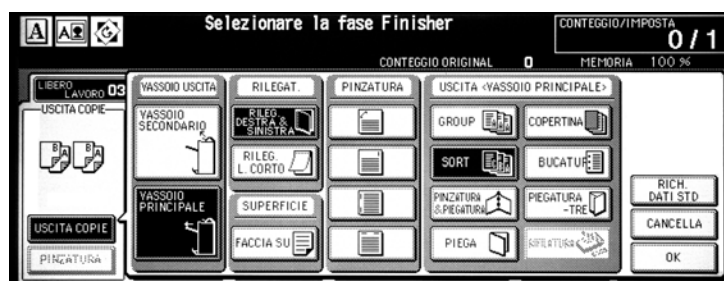 Selezionare la fase Finisher
CONTEGGIO/IMPOSTA
0 / 1
CONTEGGIO ORIGINAL 0 MEMORIA 100 %
LIBERO
LAVORO 03
USCITA COPIE
USCITA COPIE
PINZATURA
VASSOIO USCITA
VASSOIO
SECONDARIO
VASSOIO
PRINCIPALE
RILEGAT.
RILEG.
DESTRA &
SINISTRA
RILEG.
L. CORTO
SUPERFICIE
FACCIA SU
PINZATURA
USCITA <VASSOIO PRINCIPALE>
GROUP
COPERTINA
SORT
BUCATUR
PINZATURA
&PIEGATURA
PIEGATURA
-TRE
PIEGA
RIFILATURA
RICH.
DATI STD
CANCELLA
OK